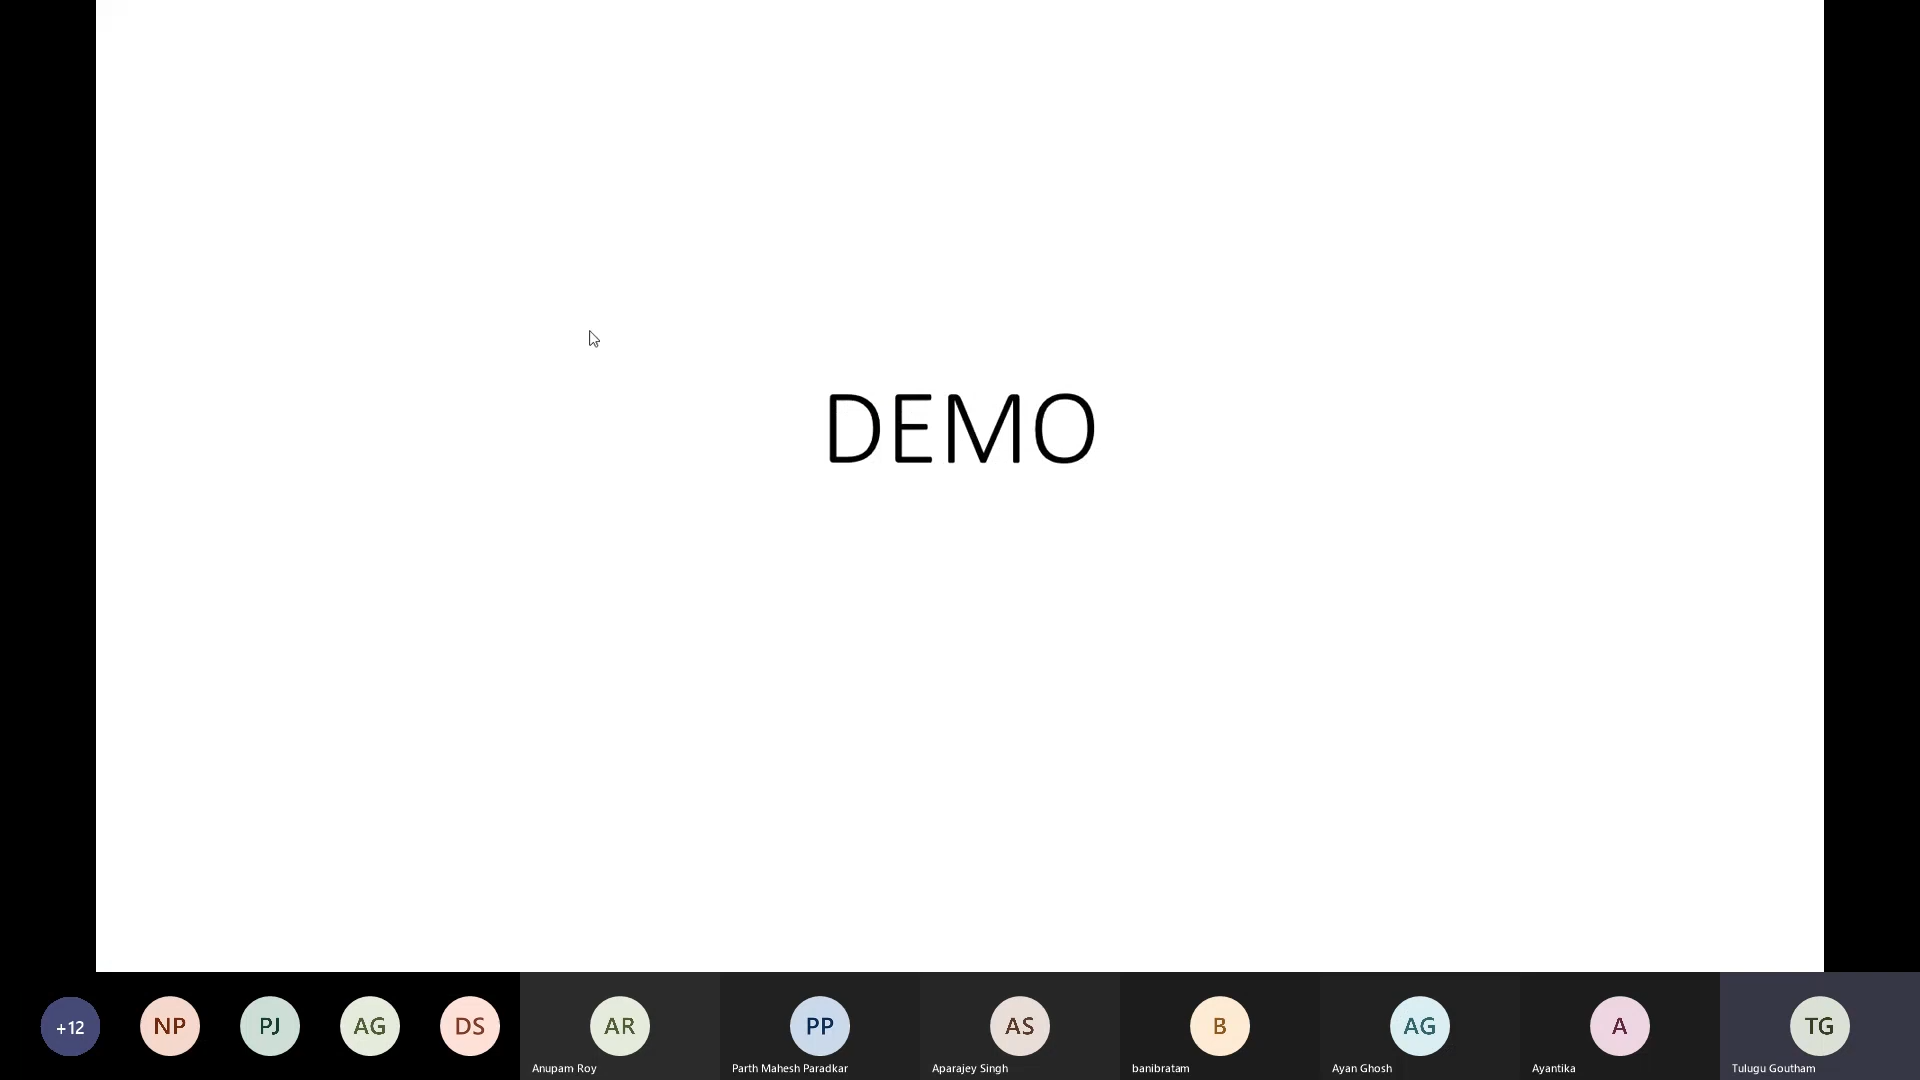 DEMO
+12
NP
PJ
AG
DS
AR
Anupam Roy
PP
Parth Mahesh Paradkar
AS
Aparajey Singh
B
banibratam
AG
Ayan Ghosh
A
Ayantika
TG
Tulugu Goutham